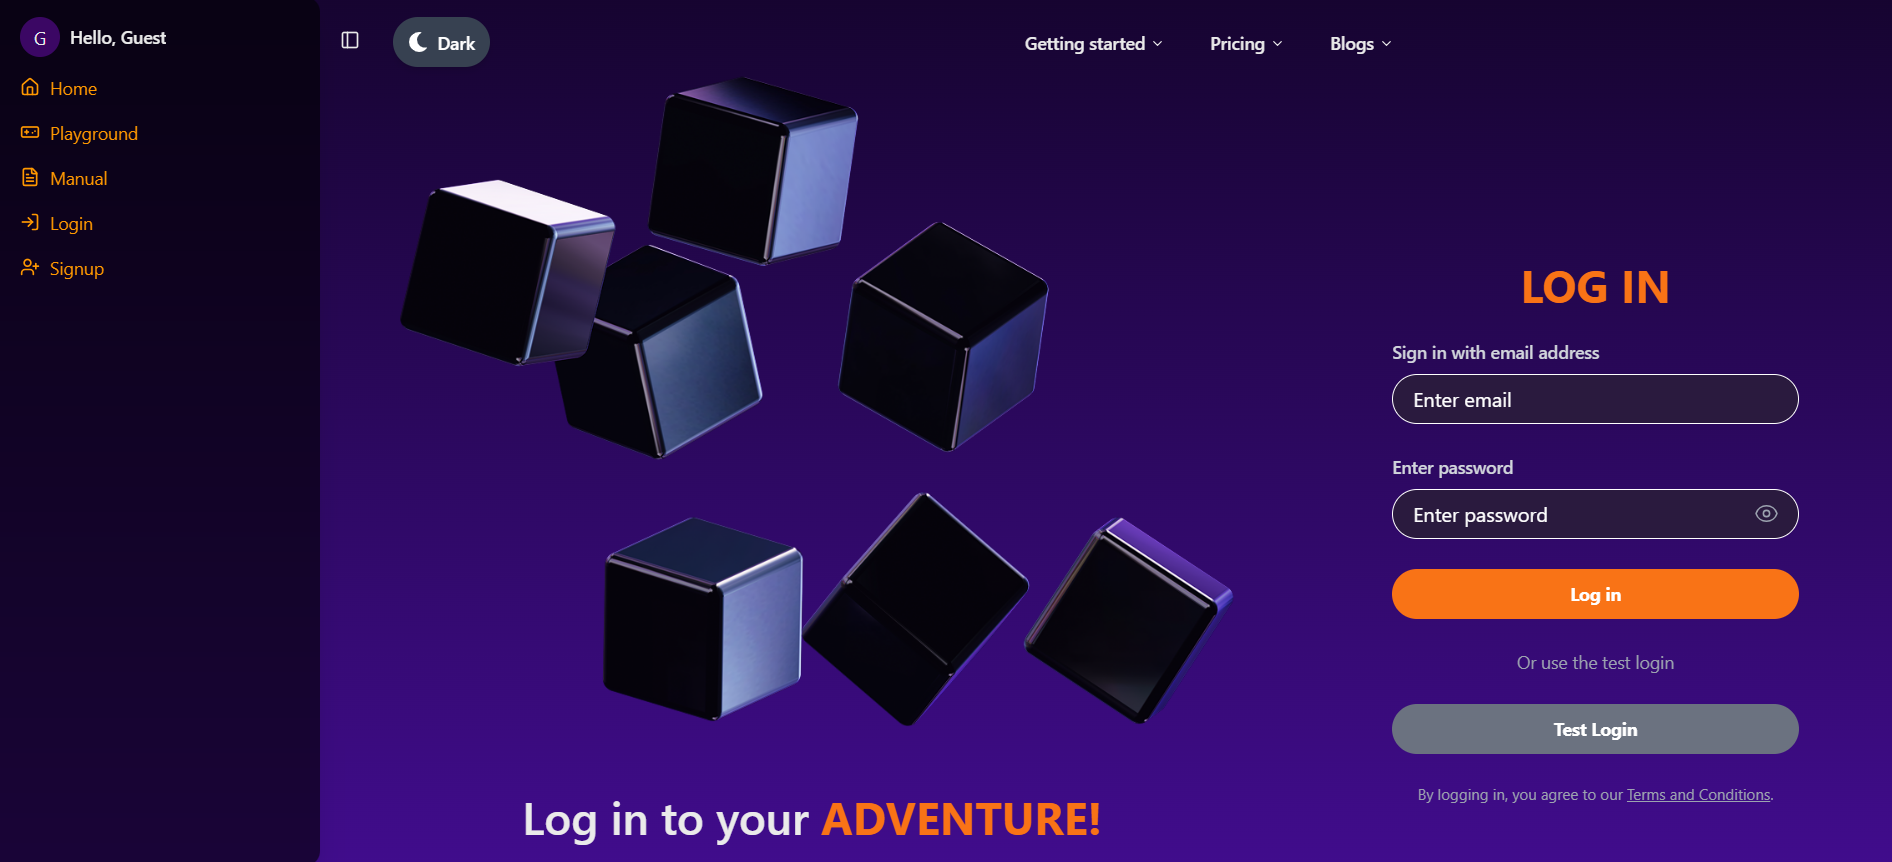 G Hello, Guest
Home
Playground
Manual
Login
Signup
Dark
Getting started
Pricing
Blogs
Log in to your ADVENTURE!
LOG IN
Sign in with email address
Enter email
Enter password
Enter password
Log in
Or use the test login
Test Login
By logging in, you agree to our Terms and Conditions.